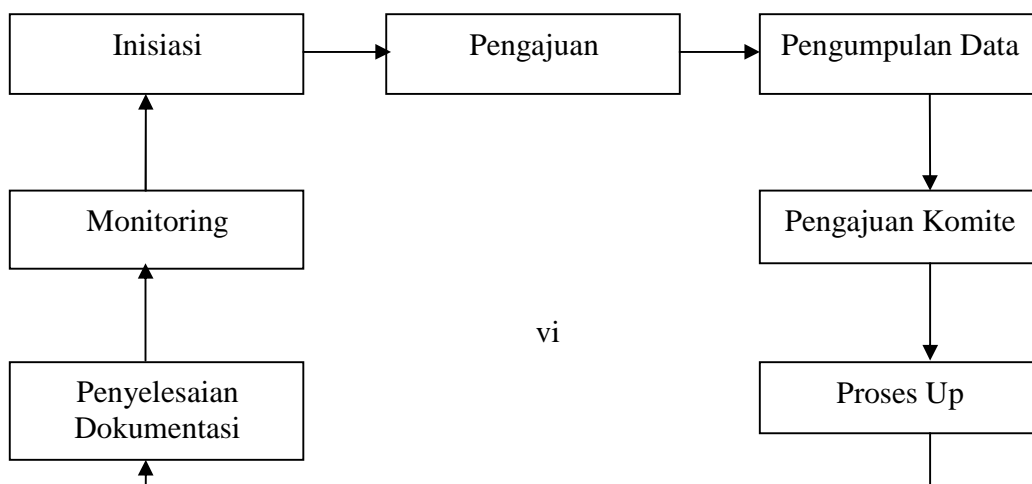 Inisiasi
Pengajuan
Pengumpulan Data
Monitoring
Pengajuan Komite
vi
Penyelesaian
Dokumentasi
Proses Up